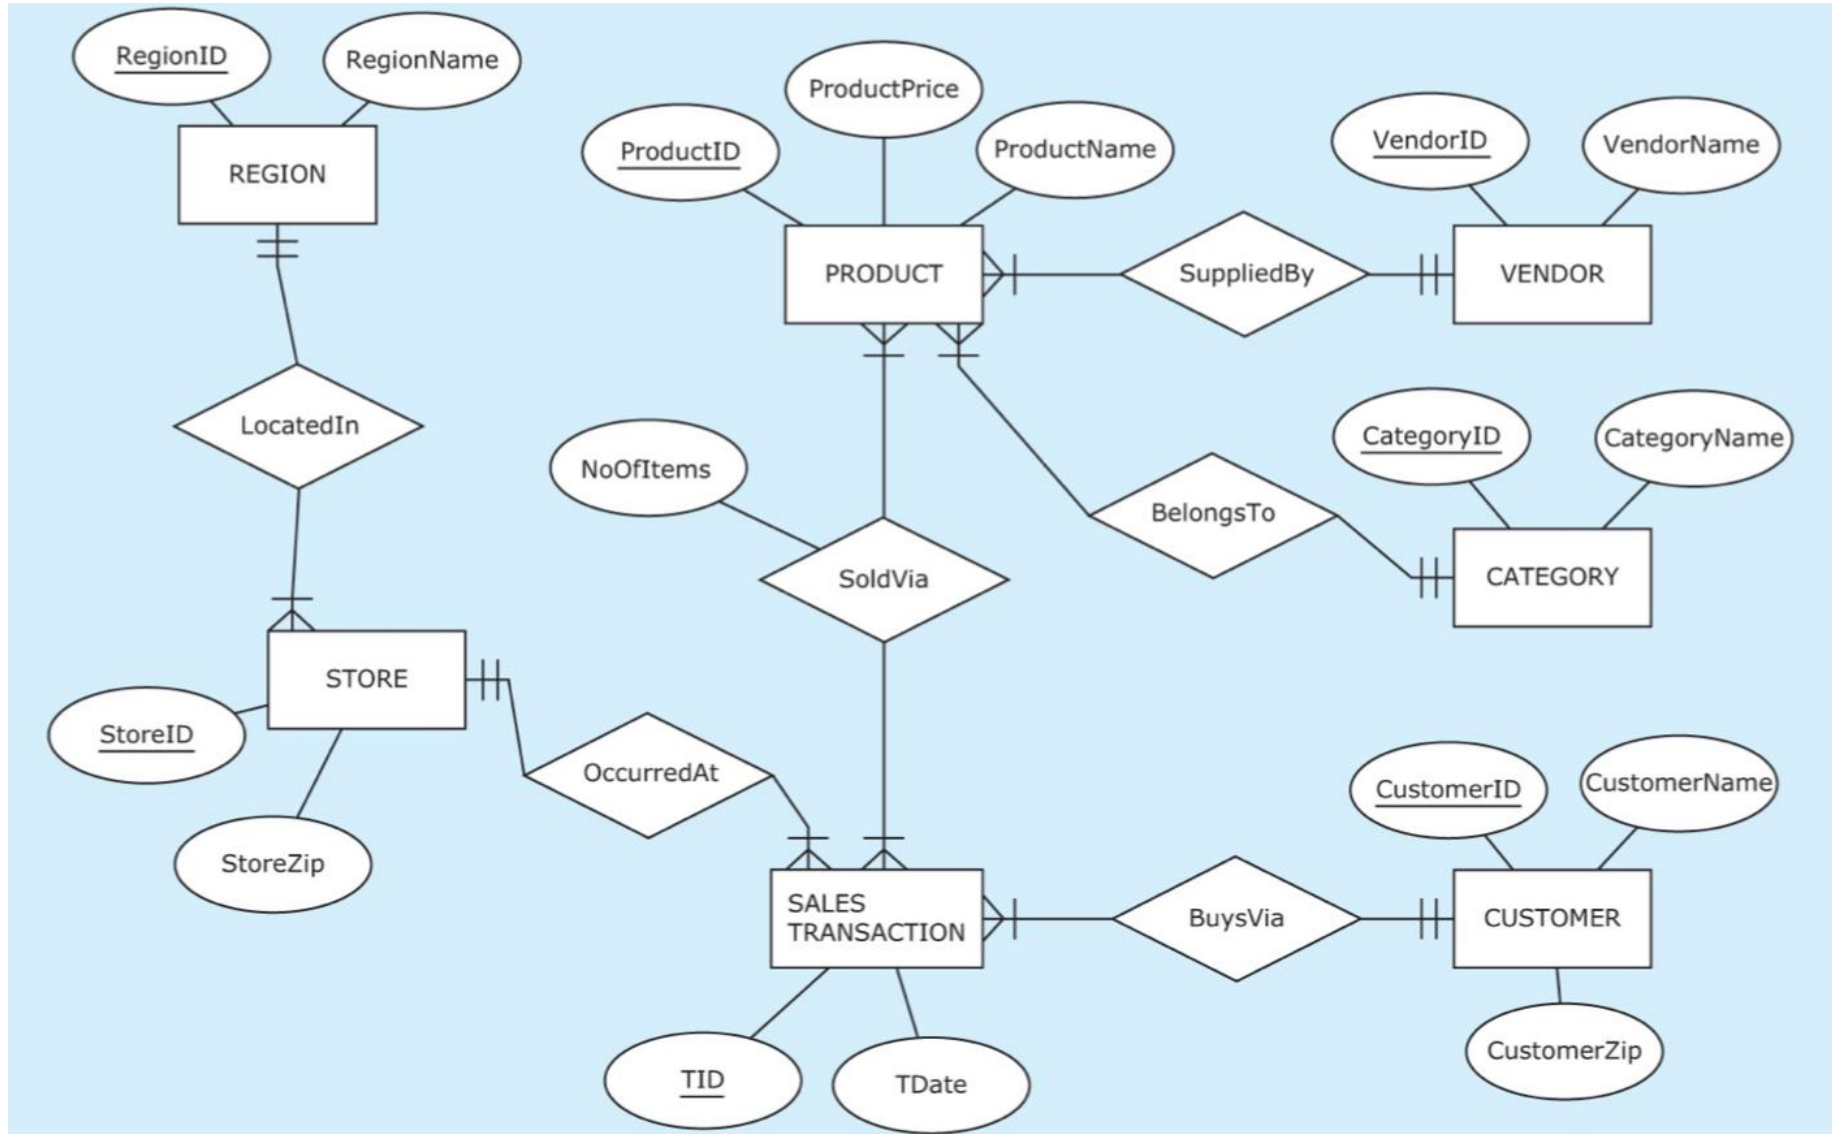 RegionID
RegionName
REGION
ProductPrice
ProductID
ProductName
PRODUCT
VendorID
VendorName
SuppliedBy
VENDOR
LocatedIn
NoOfItems
CategoryID
CategoryName
BelongsTo
SoldVia
CATEGORY
STORE
StoreID
StoreZip
OccurredAt
CustomerID
CustomerName
SALES
TRANSACTION
BuysVia
CUSTOMER
TID
TDate
CustomerZip